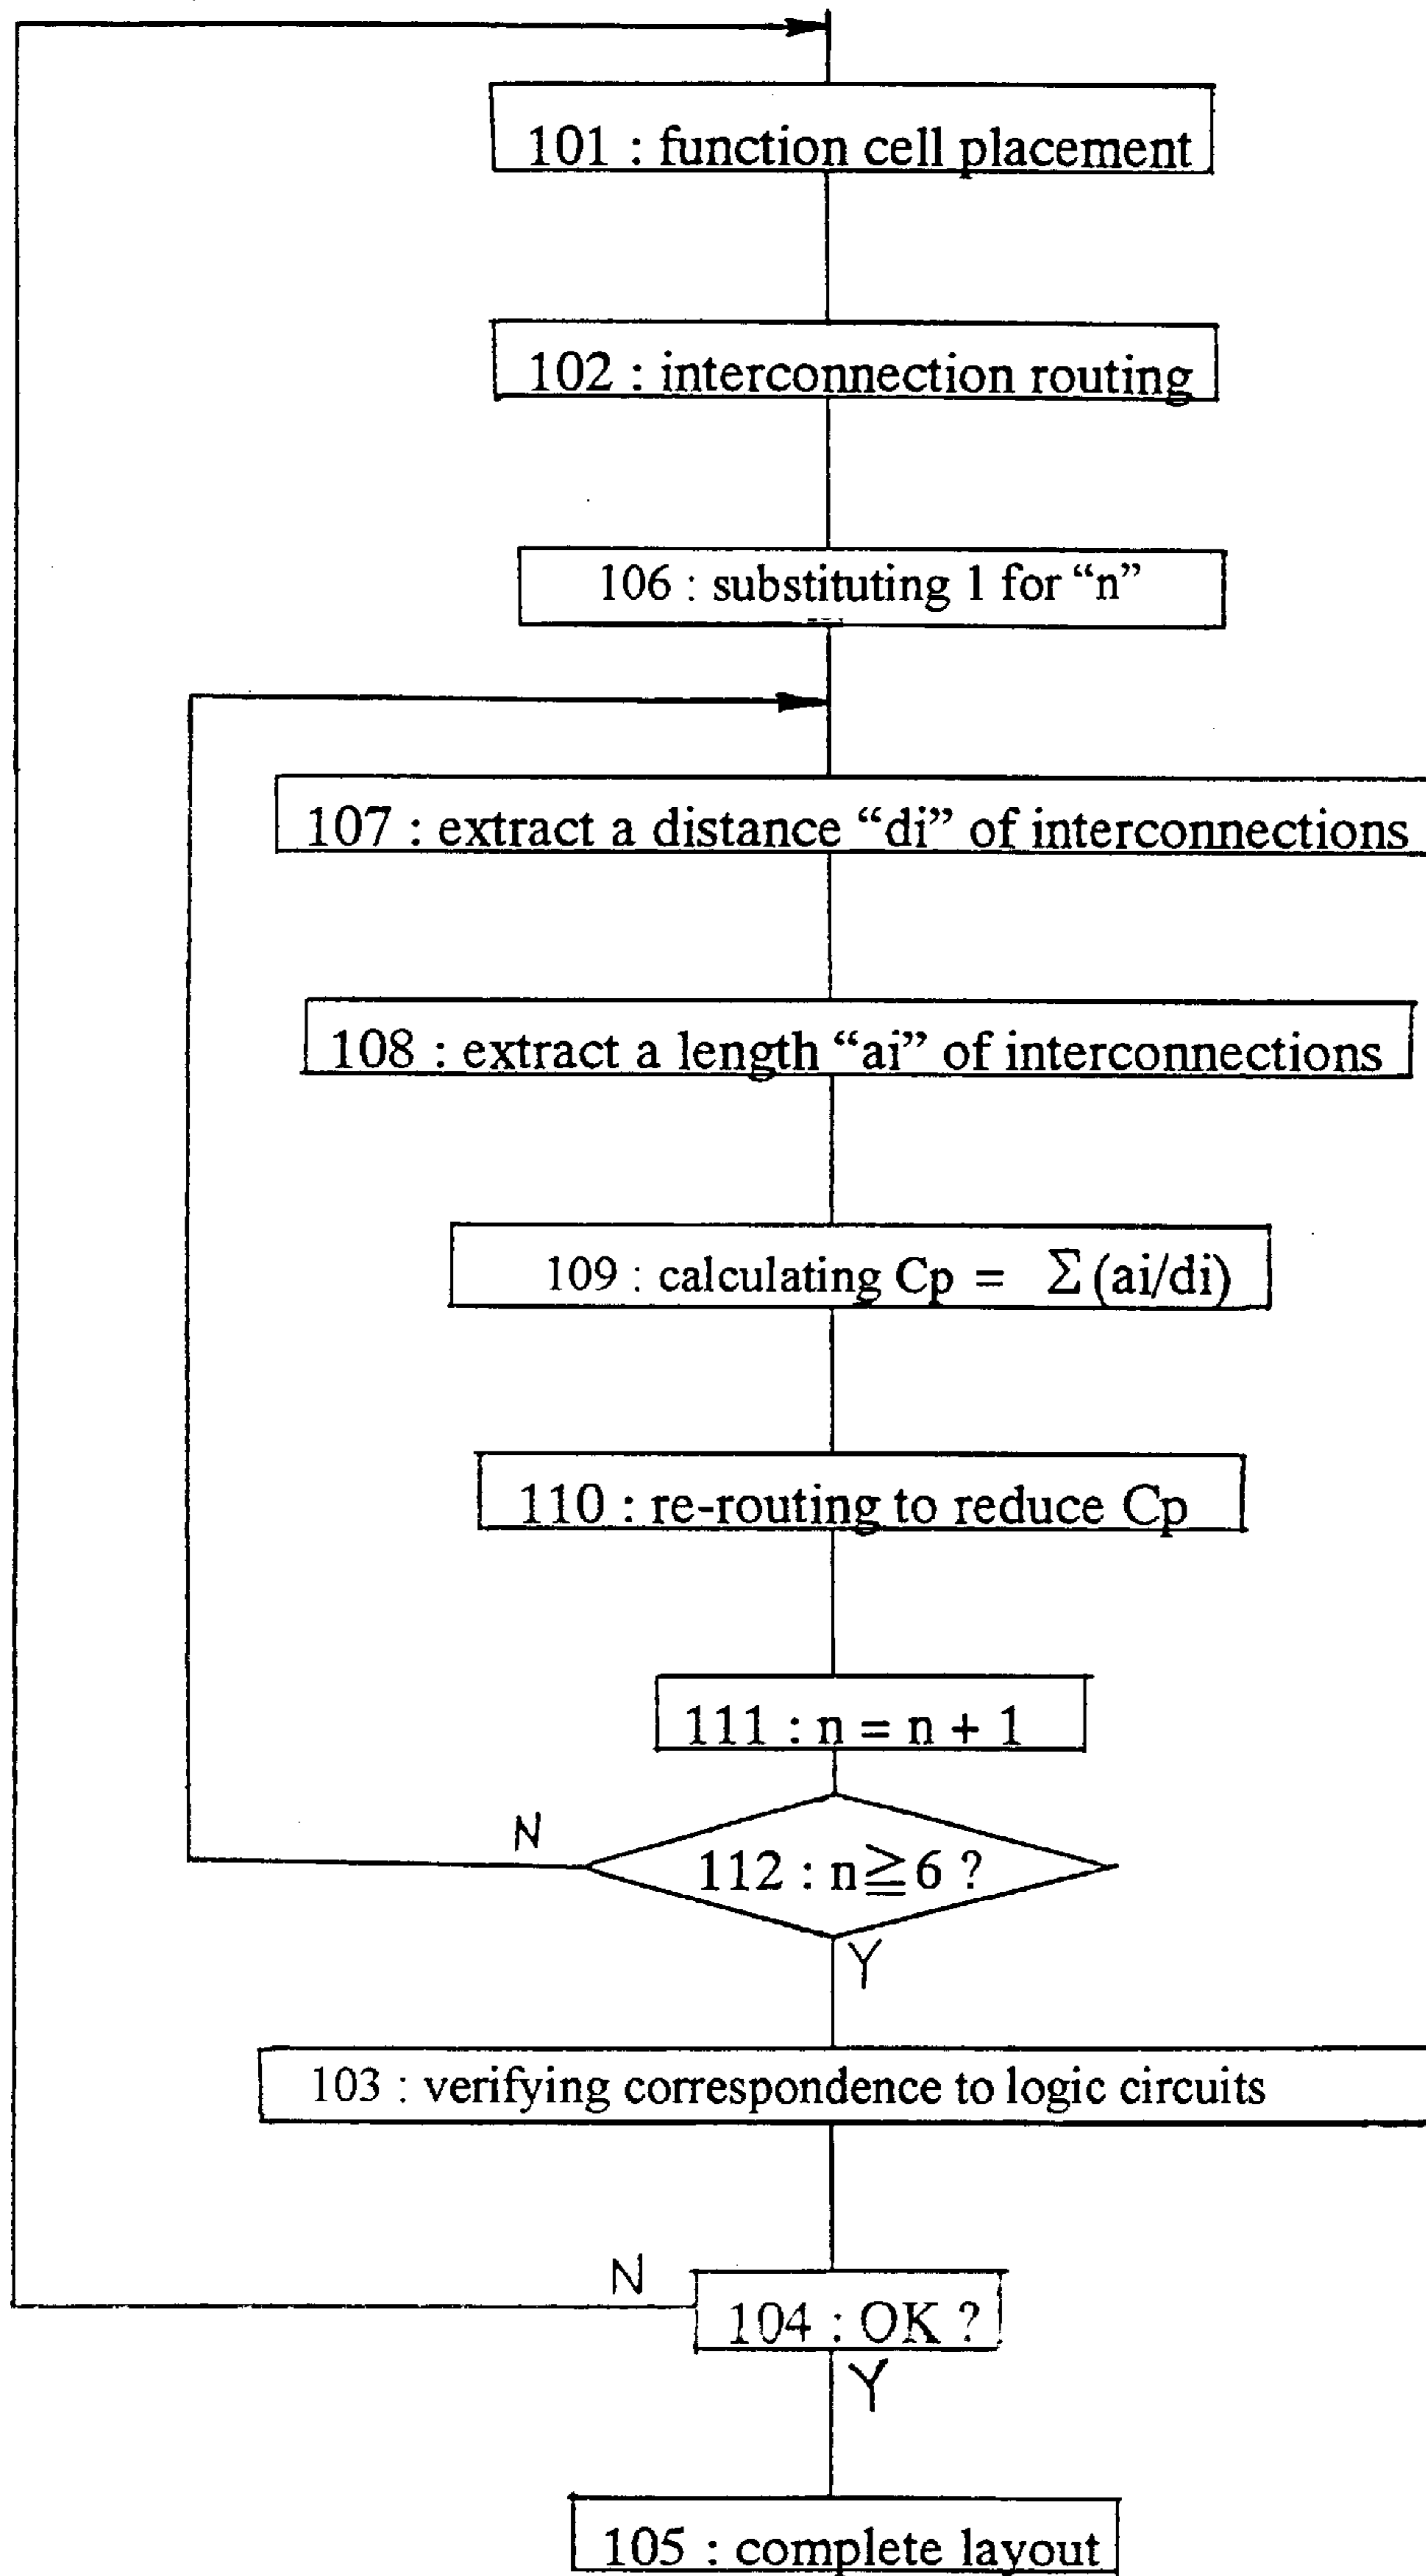 101 : function cell placement
102 : interconnection routing
106 : substituting 1 for “n”
107 : extract a distance “di” of interconnections
108 : extract a length “ai” of interconnections
109 : calculating Cp = Σ(ai/di)
110 : re-routing to reduce Cp
111 : n = n + 1
112 : n≧6 ?
N
Y
103 : verifying correspondence to logic circuits
N
104 : OK ?
Y
105 : complete layout